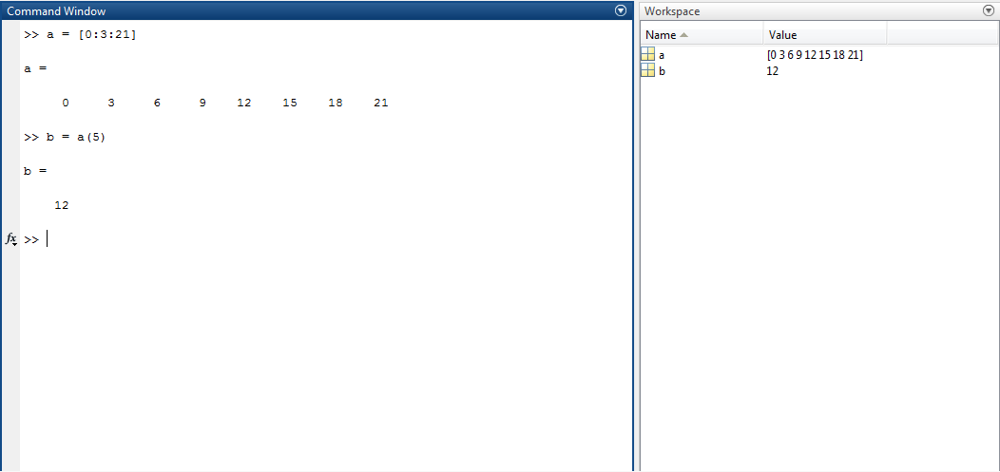 Command Window
>> a = [0:3:21]
a =
0 3 6 9 12 15 18 21
>> b = a(5)
b =
12
fx >>
Workspace
Name Value
a [0 3 6 9 12 15 18 21]
b 12